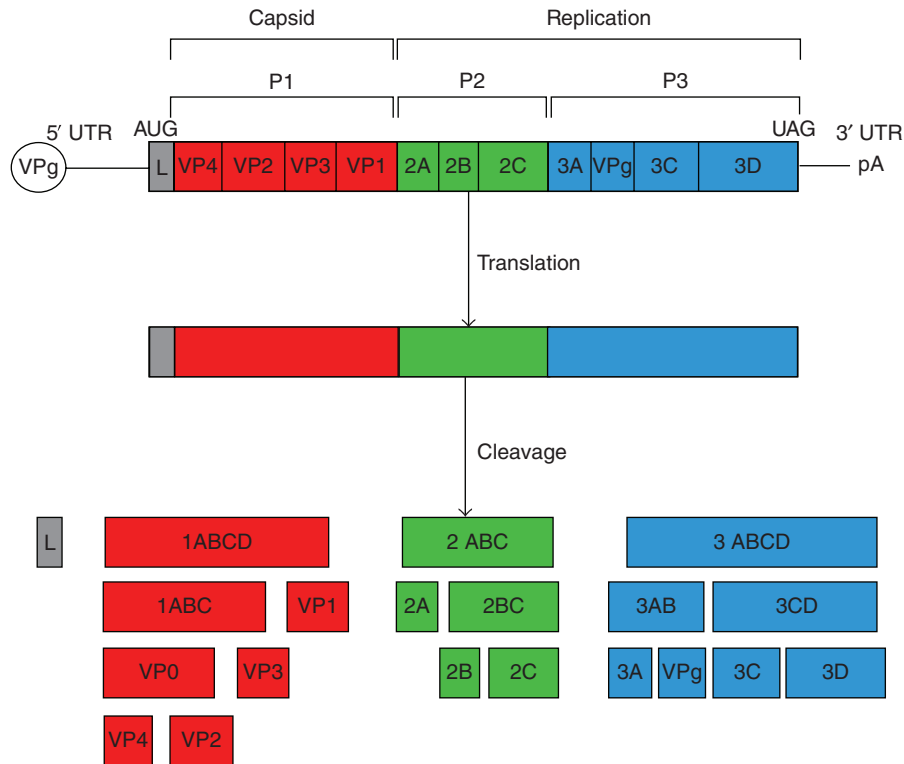 Capsid Replication
P1 P2 P3
5′ UTR AUG UAG 3′ UTR
VPg L VP4 VP2 VP3 VP1 2A 2B 2C 3A VPg 3C 3D pA
Translation
Cleavage
L 1ABCD 2 ABC 3 ABCD
1ABC VP1 2A 2BC 3AB 3CD
VP0 VP3 2B 2C 3A VPg 3C 3D
VP4 VP2